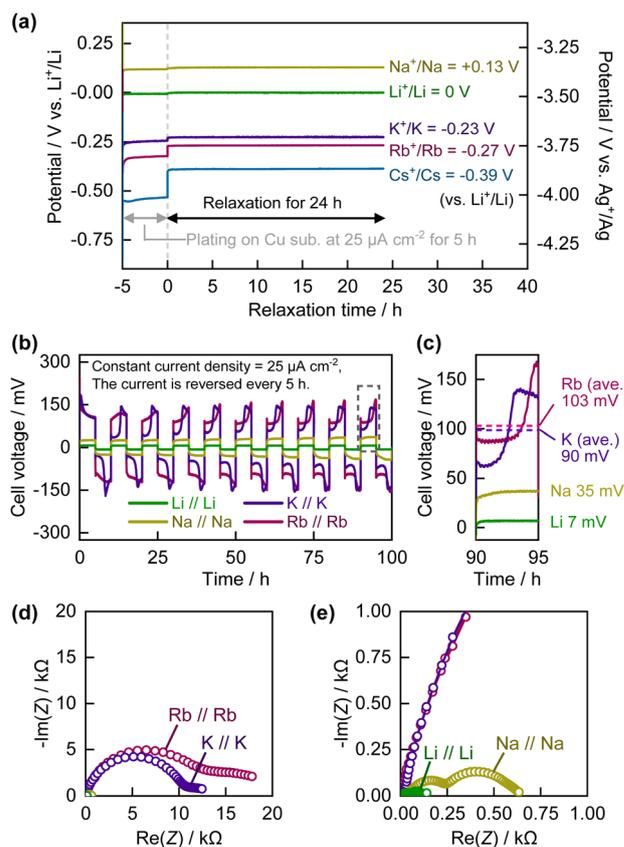 (a)
0.25
-0.00
-0.25
-0.50
-0.75
Potential / V vs. Li⁺/Li
Na⁺/Na = +0.13 V
Li⁺/Li = 0 V
K⁺/K = -0.23 V
Rb⁺/Rb = -0.27 V
Cs⁺/Cs = -0.39 V
(vs. Li⁺/Li)
Relaxation for 24 h
Plating on Cu sub. at 25 μA cm⁻² for 5 h
-3.25
-3.50
-3.75
-4.00
-4.25
Potential / V vs. Ag⁺/Ag
-5 0 5 10 15 20 25 30 35 40
Relaxation time / h
(b)
300
150
0
-150
-300
Cell voltage / mV
Constant current density = 25 μA cm⁻²,
The current is reversed every 5 h.
Li // Li K // K
Na // Na Rb // Rb
0 25 50 75 100
Time / h
(c)
150
100
50
0
Cell voltage / mV
Rb (ave.)
103 mV
K (ave.)
90 mV
Na 35 mV
Li 7 mV
90 95
Time / h
(d)
20
15
10
5
0
-Im(Z) / kΩ
Rb // Rb
K // K
0 5 10 15 20
Re(Z) / kΩ
(e)
1.00
0.75
0.50
0.25
0.00
-Im(Z) / kΩ
Li // Li
Na // Na
0.00 0.25 0.50 0.75 1.00
Re(Z) / kΩ